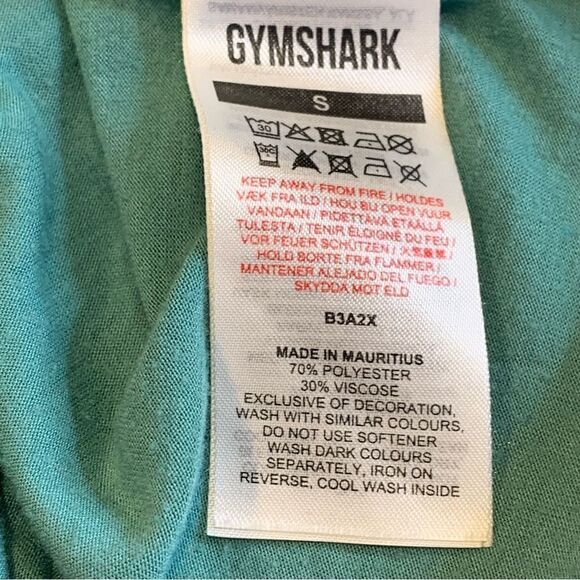 GYMSHARK
S
30
30C
KEEP AWAY FROM FIRE / HOLDES
VÆK FRA ILD / HOU BIJ OPEN VUUR
VANDAAN / PIDETTÄVÄ ETÄÄLLÄ
TULESTA / TENIR ÉLOIGNÉ DU FEU /
VOR FEUER SCHÜTZEN /
HOLD BORTE FRA FLAMMER /
MANTENER ALEJADO DEL FUEGO /
SKYDDA MOT ELD
B3A2X
MADE IN MAURITIUS
70% POLYESTER
30% VISCOSE
EXCLUSIVE OF DECORATION,
WASH WITH SIMILAR COLOURS,
DO NOT USE SOFTENER
WASH DARK COLOURS
SEPARATELY, IRON ON
REVERSE, COOL WASH INSIDE